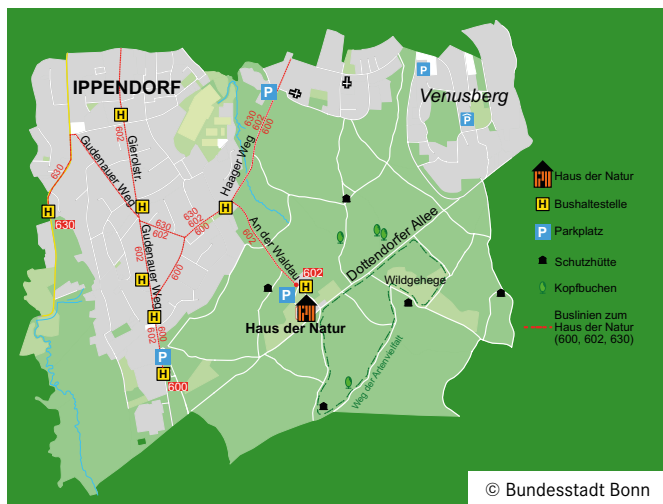 IPPENDORF
Venusberg
P
P
P
H
602
Gierolstr.
Gudenauer Weg
630
H
630
H
602
630
602
600
H
Haager Weg
630
602
600
An der Waldau
602
602
H
P
Haus der Natur
Dottendorfer Allee
Wildgehege
Weg der Artenvielfalt
Gudenauer Weg
602
H
600
H
600
602
P
H
600
Haus der Natur
H Bushaltestelle
P Parkplatz
Schutzhütte
Kopfbuchen
Buslinien zum
Haus der Natur
(600, 602, 630)
© Bundesstadt Bonn